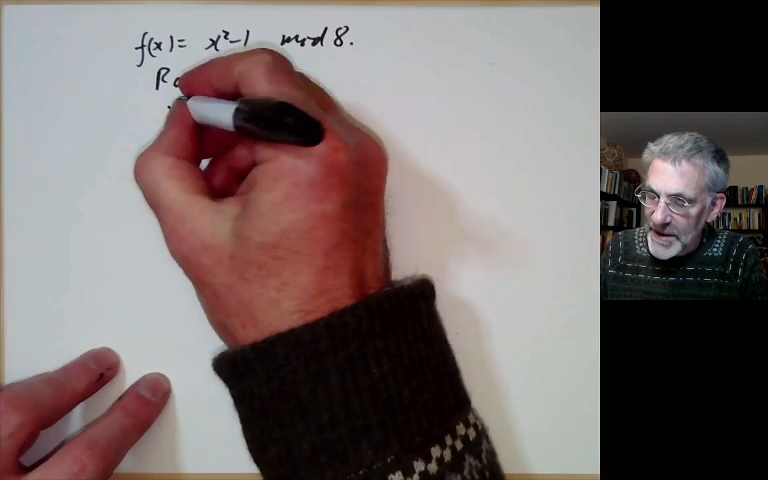 f(x) = x²-1 mod 8.